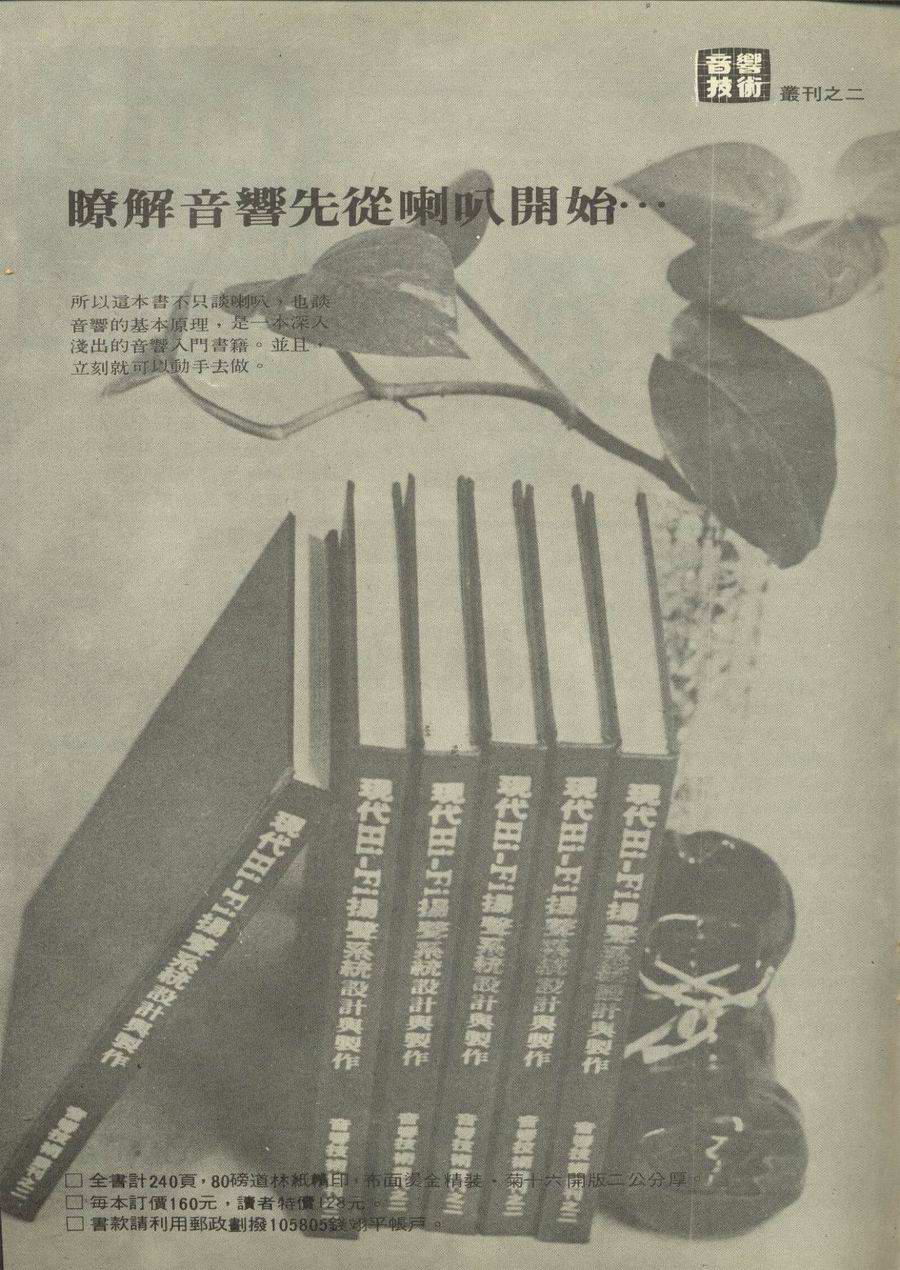 音響
技術
叢刊之二
瞭解音響先從喇叭開始…
所以這本書不只談喇叭，也談
音響的基本原理，是一本深入
淺出的音響入門書籍。並且，
立刻就可以動手去做。
現代Hi-Fi揚聲系統設計與製作
音響技術叢刊之二
現代Hi-Fi揚聲系統設計與製作
音響技術
現代Hi-Fi揚聲系統設計與製作
音響技術刊之二
現代Hi-Fi揚聲系統設計與製作
音響技術之二
現代Hi-Fi揚聲系統設計與製作
音響技術刊之二
現代Hi-Fi揚聲系統設計與製作
音響技術刊之二
□ 全書計240頁，80磅道林紙精印，布面燙金精裝、菊十六開版二公分厚。
□ 每本訂價160元，讀者特價128元。
□ 書款請利用郵政劃撥105805錢翊平帳戶。